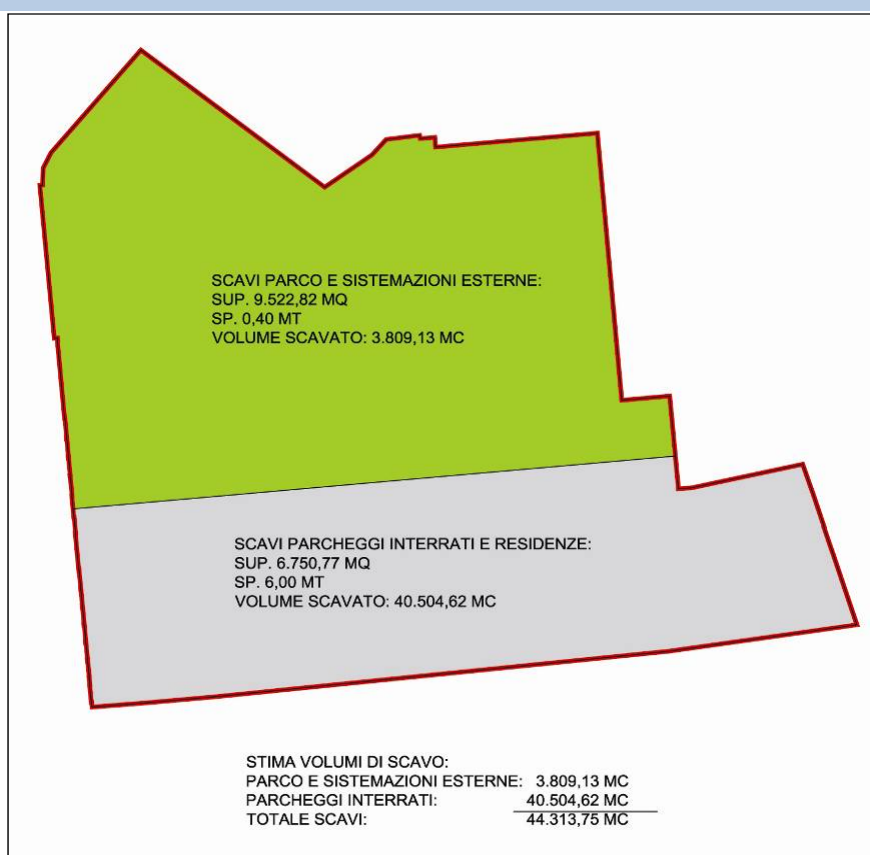 SCAVI PARCO E SISTEMAZIONI ESTERNE:
SUP. 9.522,82 MQ
SP. 0,40 MT
VOLUME SCAVATO: 3.809,13 MC
SCAVI PARCHEGGI INTERRATI E RESIDENZE:
SUP. 6.750,77 MQ
SP. 6,00 MT
VOLUME SCAVATO: 40.504,62 MC
STIMA VOLUMI DI SCAVO:
PARCO E SISTEMAZIONI ESTERNE: 3.809,13 MC
PARCHEGGI INTERRATI: 40.504,62 MC
TOTALE SCAVI: 44.313,75 MC